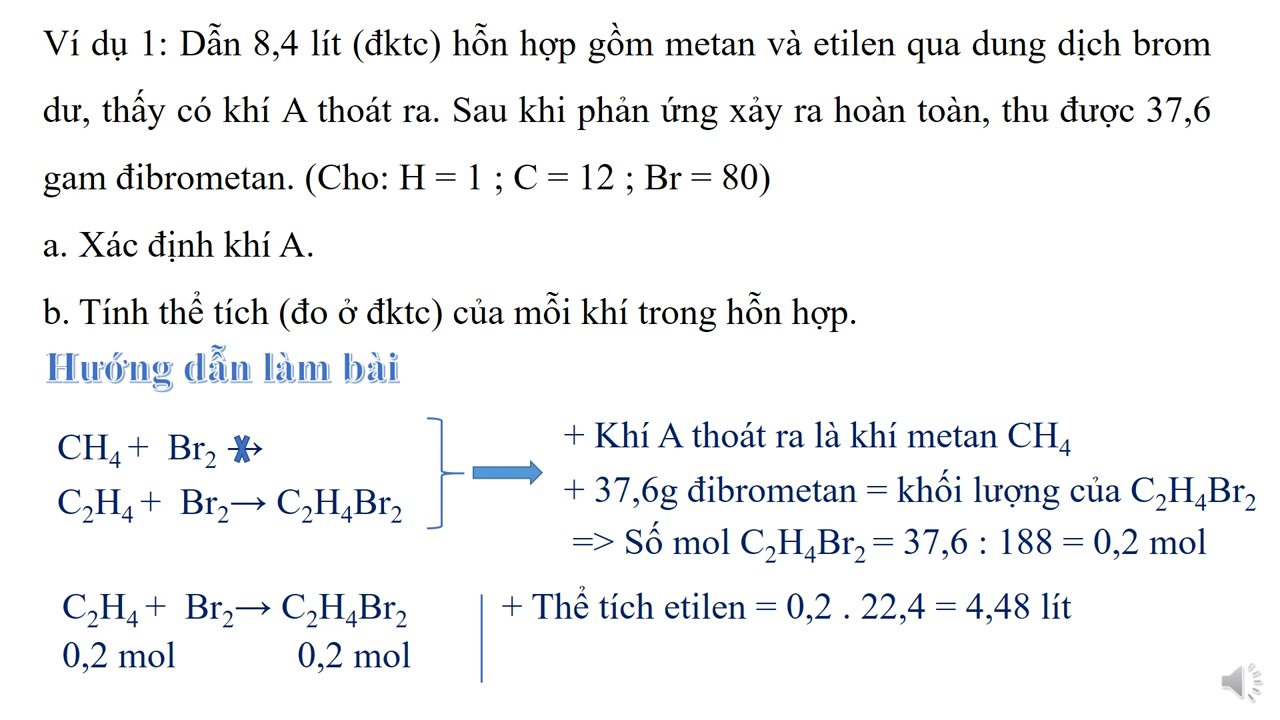 Ví dụ 1: Dẫn 8,4 lít (đktc) hỗn hợp gồm metan và etilen qua dung dịch brom
dư, thấy có khí A thoát ra. Sau khi phản ứng xảy ra hoàn toàn, thu được 37,6
gam đibrometan. (Cho: H = 1 ; C = 12 ; Br = 80)
a. Xác định khí A.
b. Tính thể tích (đo ở đktc) của mỗi khí trong hỗn hợp.
Hướng dẫn làm bài
CH₄ + Br₂ →
C₂H₄ + Br₂→ C₂H₄Br₂
+ Khí A thoát ra là khí metan CH₄
+ 37,6g đibrometan = khối lượng của C₂H₄Br₂
=> Số mol C₂H₄Br₂ = 37,6 : 188 = 0,2 mol
C₂H₄ + Br₂→ C₂H₄Br₂
0,2 mol 0,2 mol
+ Thể tích etilen = 0,2 . 22,4 = 4,48 lít